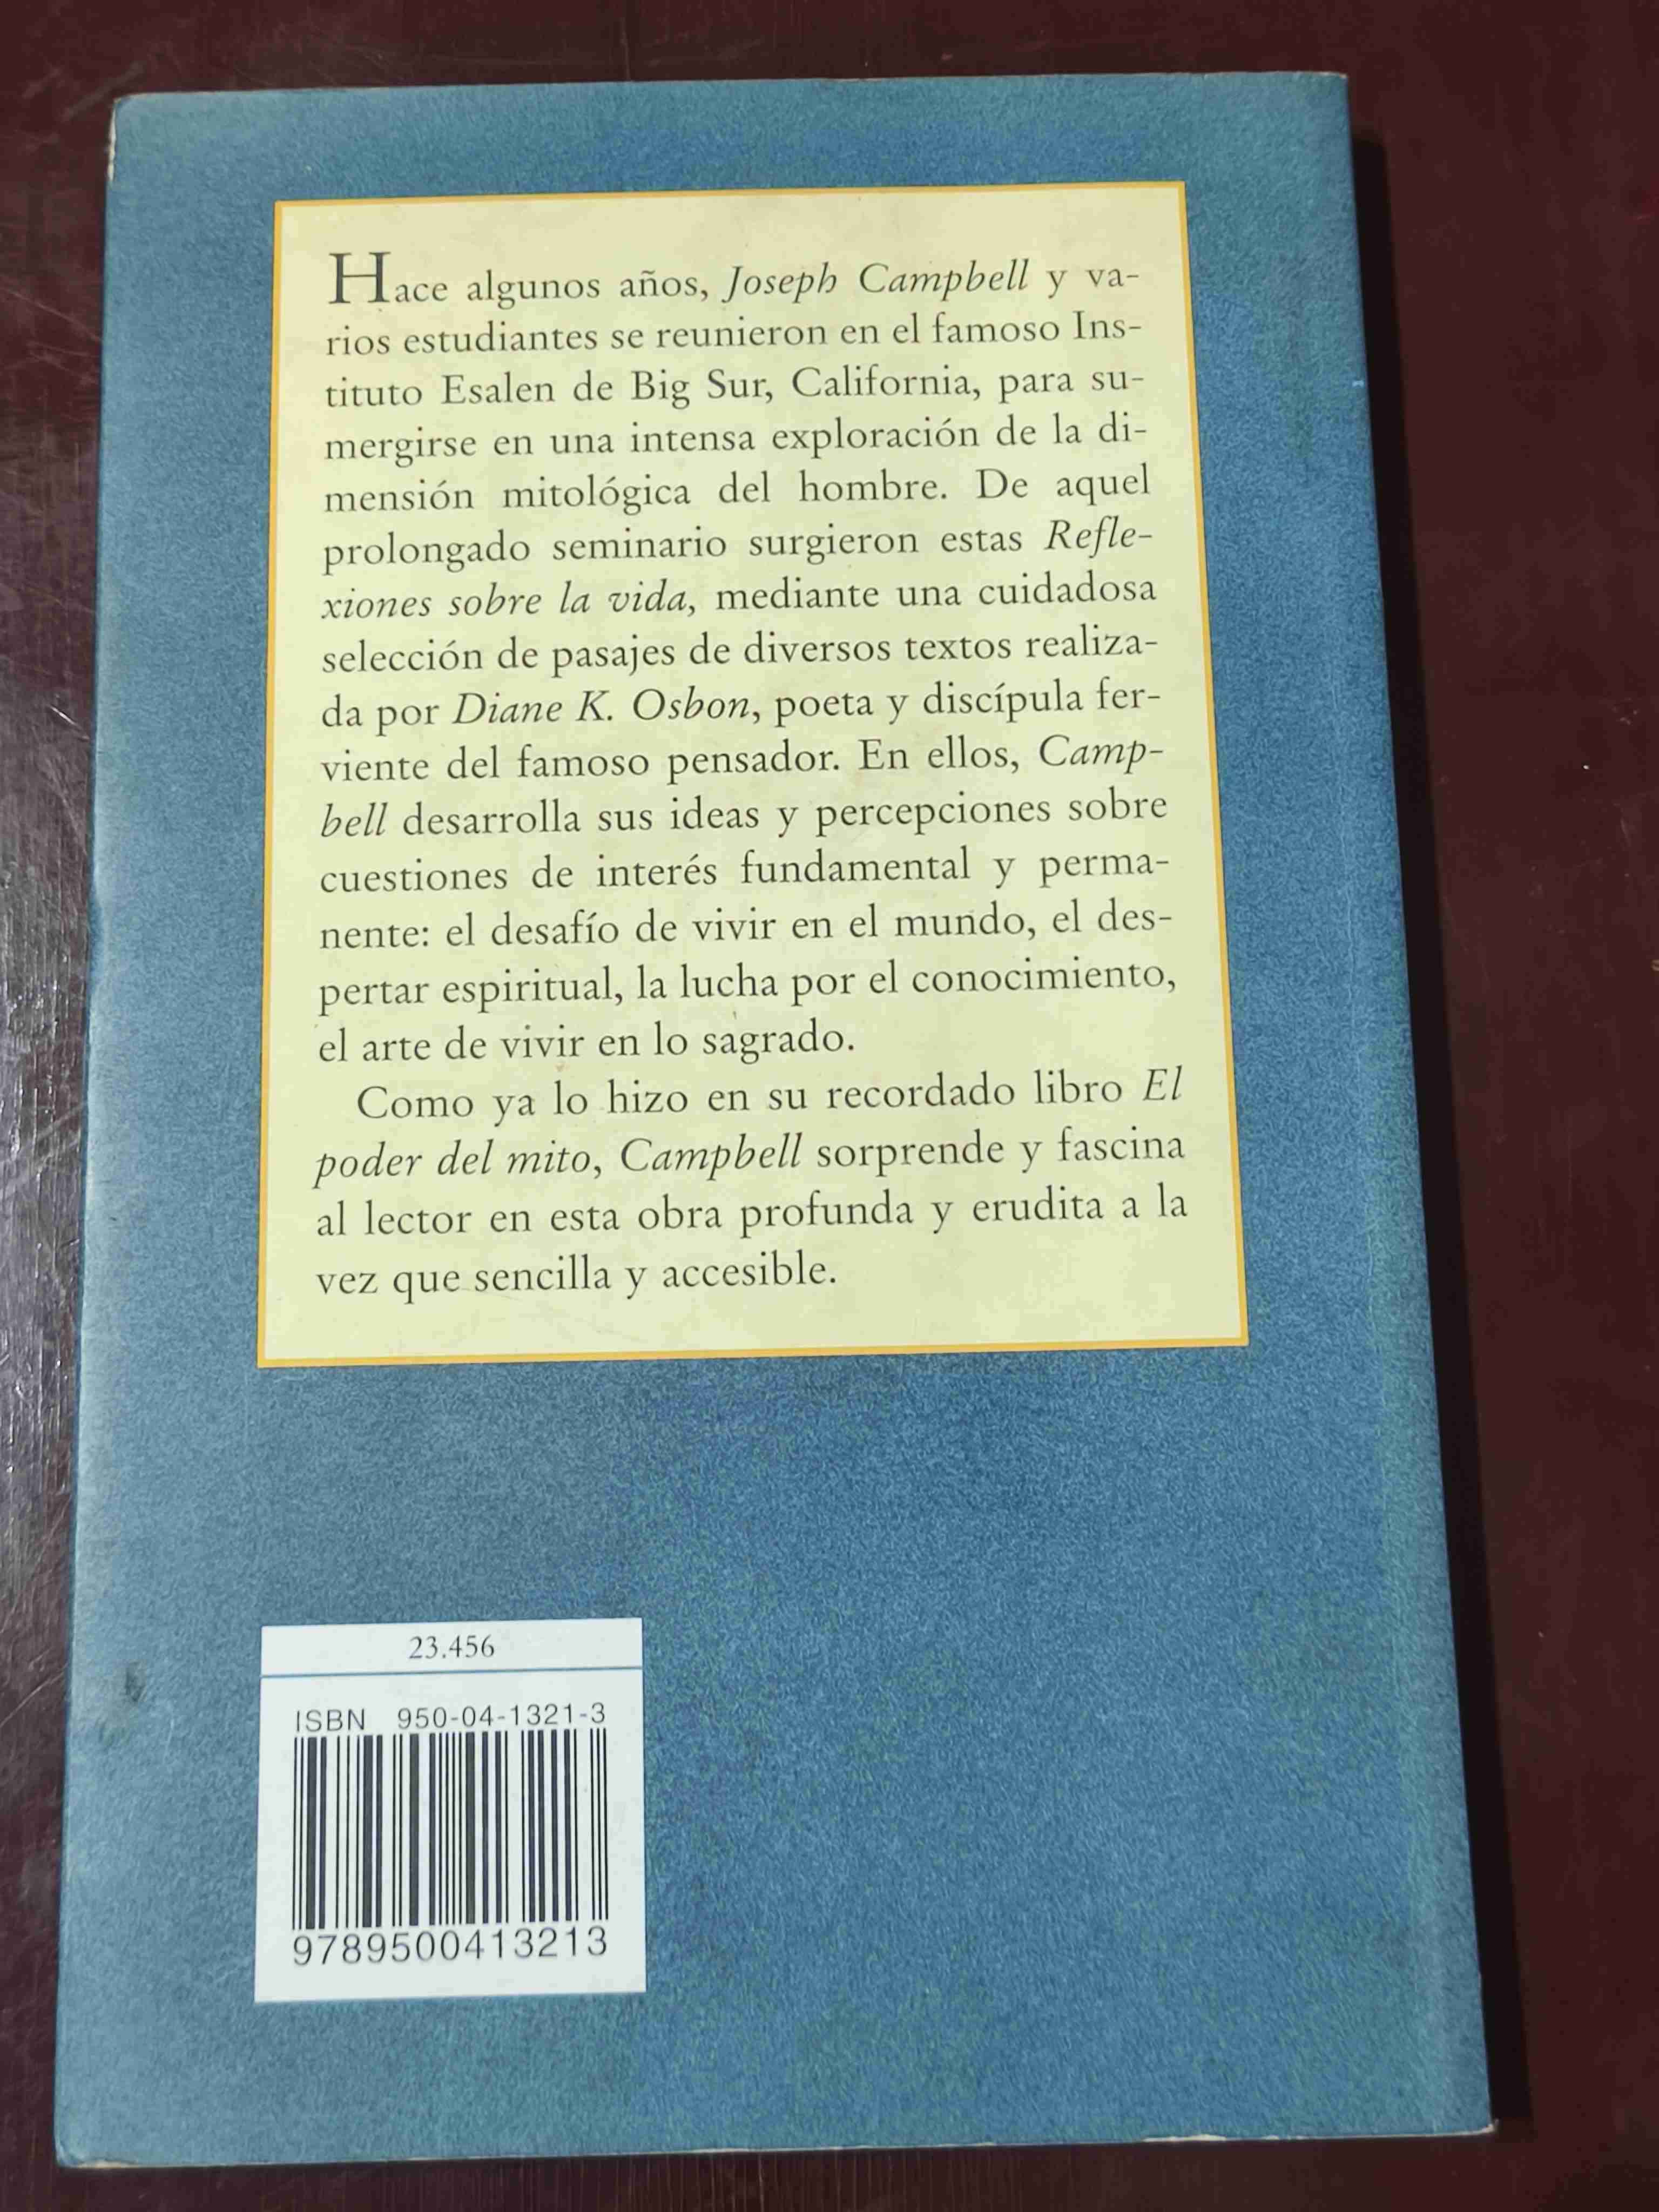 Hace algunos años, Joseph Campbell y va-
rios estudiantes se reunieron en el famoso Ins-
tituto Esalen de Big Sur, California, para su-
mergirse en una intensa exploración de la di-
mensión mitológica del hombre. De aquel
prolongado seminario surgieron estas Refle-
xiones sobre la vida, mediante una cuidadosa
selección de pasajes de diversos textos realiza-
da por Diane K. Osbon, poeta y discípula fer-
viente del famoso pensador. En ellos, Camp-
bell desarrolla sus ideas y percepciones sobre
cuestiones de interés fundamental y perma-
nente: el desafío de vivir en el mundo, el des-
pertar espiritual, la lucha por el conocimiento,
el arte de vivir en lo sagrado.
Como ya lo hizo en su recordado libro El
poder del mito, Campbell sorprende y fascina
al lector en esta obra profunda y erudita a la
vez que sencilla y accesible.
23.456
ISBN 950-04-1321-3
9789500413213